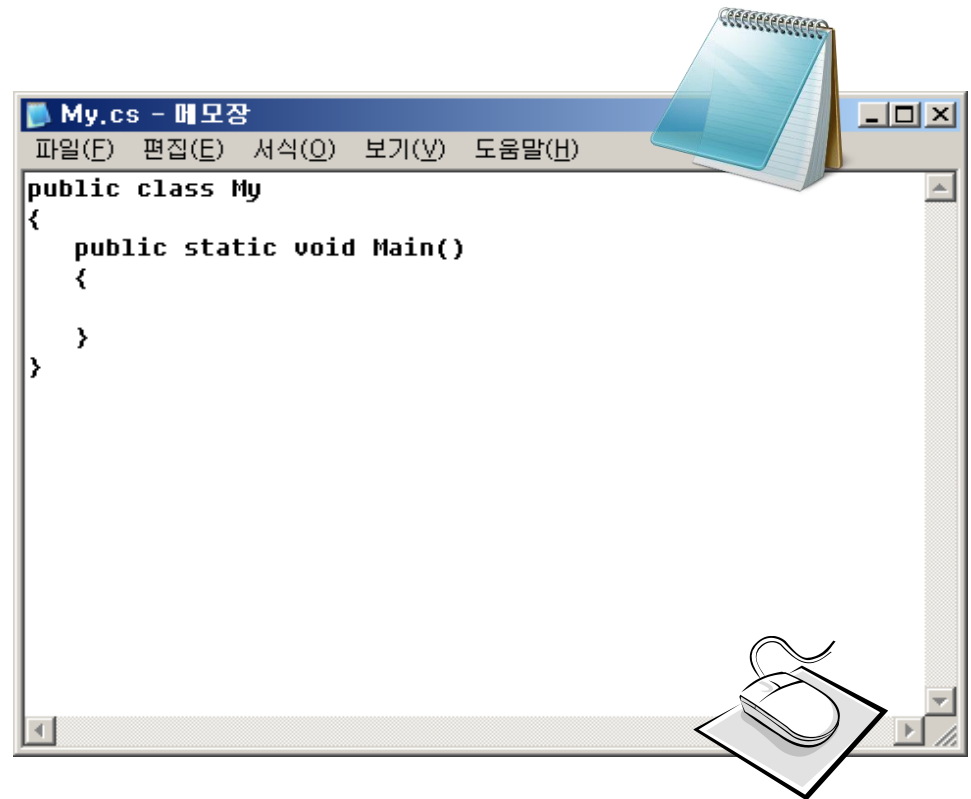 My.cs - 메모장
파일(F) 편집(E) 서식(O) 보기(V) 도움말(H)
public class My
{
   public static void Main()
   {

   }
}